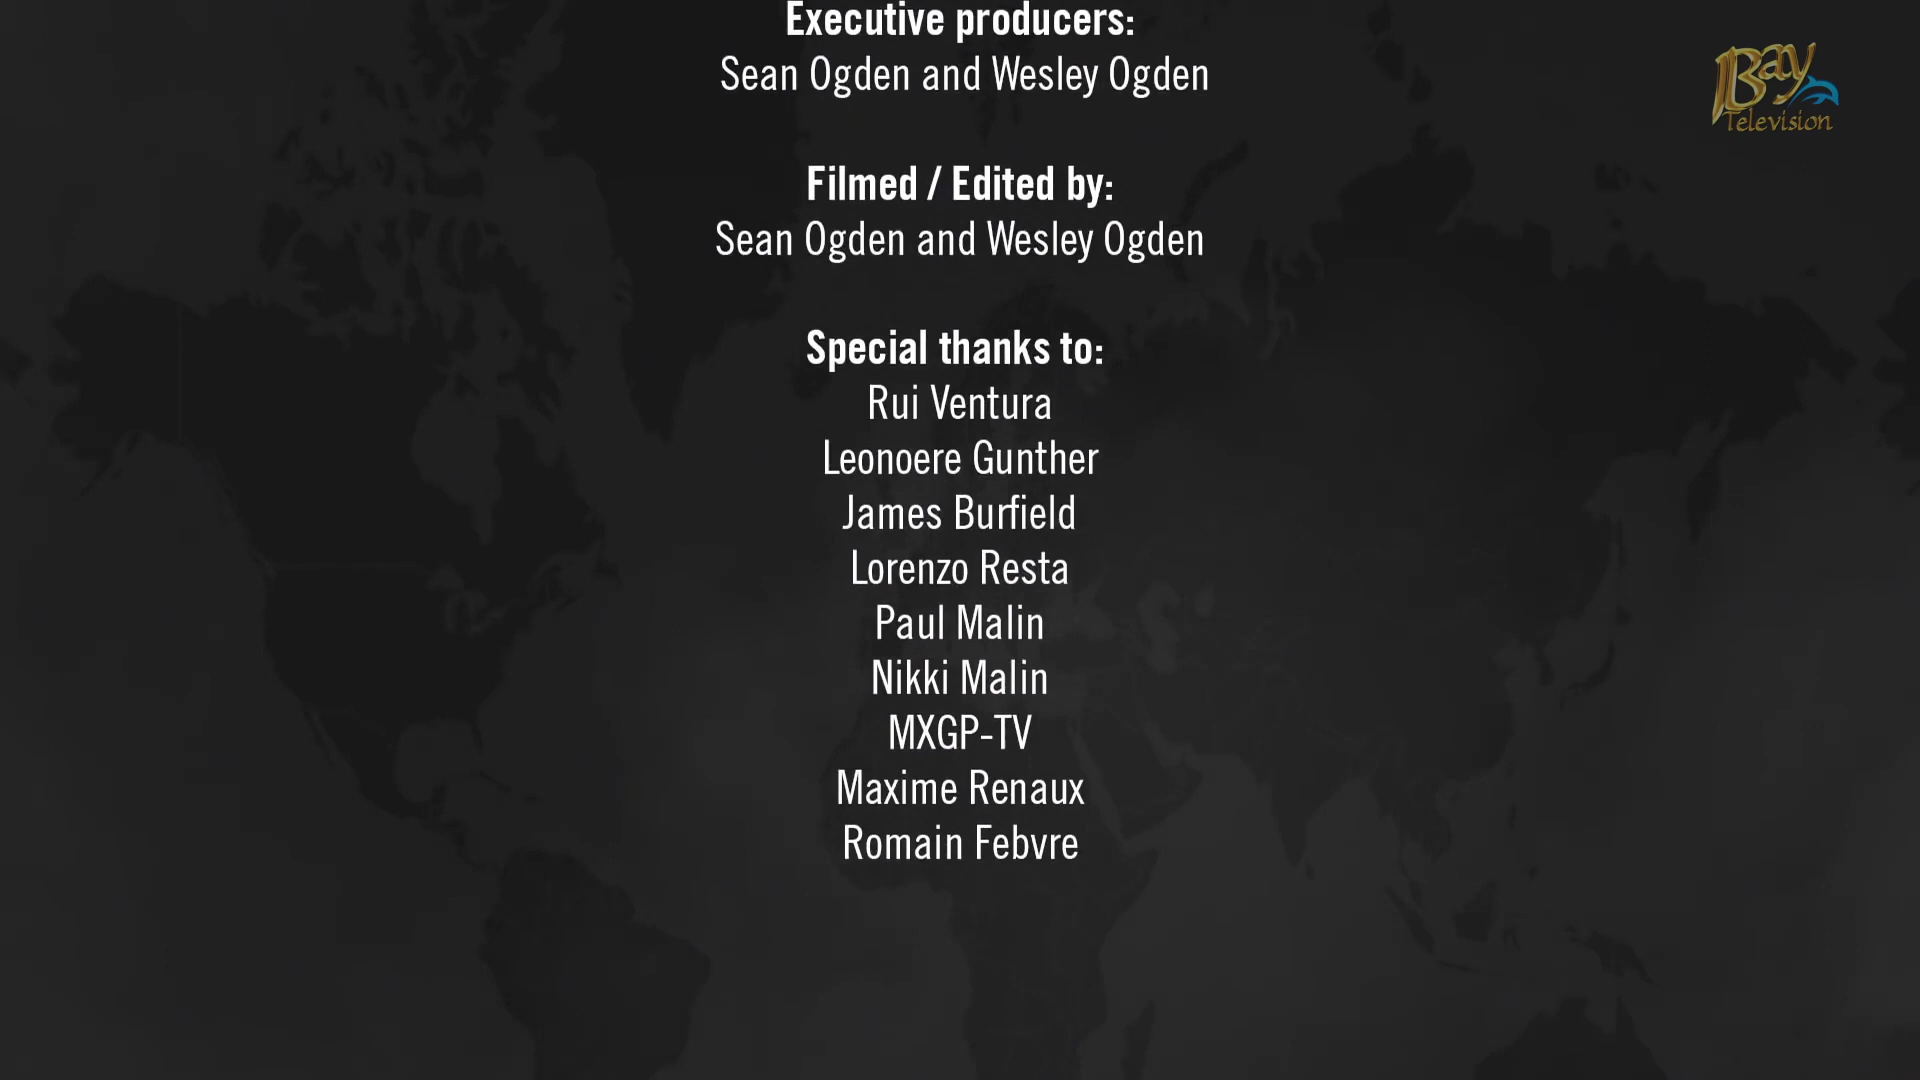 Executive producers:
Sean Ogden and Wesley Ogden
Bay
Television
Filmed / Edited by:
Sean Ogden and Wesley Ogden
Special thanks to:
Rui Ventura
Leonoere Gunther
James Burfield
Lorenzo Resta
Paul Malin
Nikki Malin
MXGP-TV
Maxime Renaux
Romain Febvre